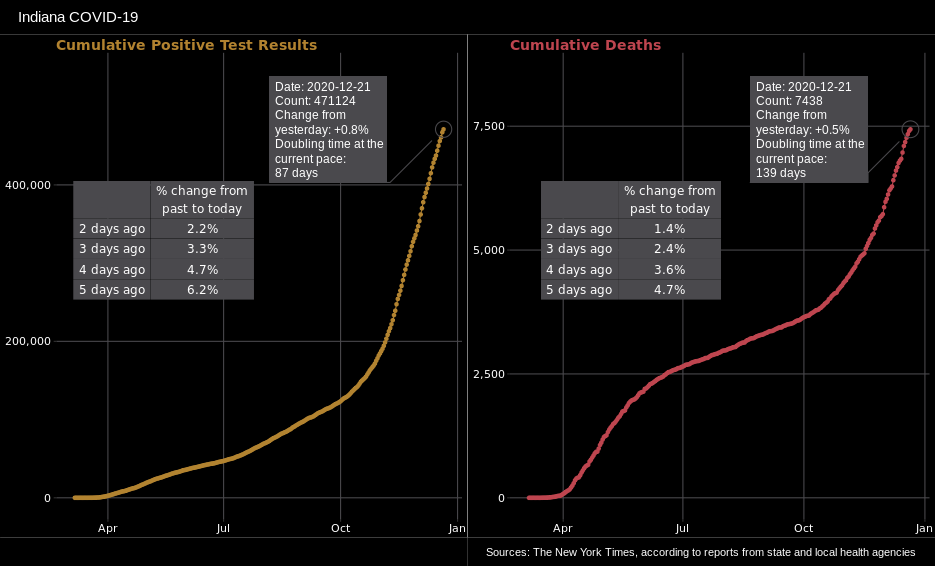 Indiana COVID-19
Cumulative Positive Test Results
Date: 2020-12-21
Count: 471124
Change from
yesterday: +0.8%
Doubling time at the
current pace:
87 days
% change from
past to today
2 days ago 2.2%
3 days ago 3.3%
4 days ago 4.7%
5 days ago 6.2%
400,000
200,000
0
Apr Jul Oct Jan
Cumulative Deaths
Date: 2020-12-21
Count: 7438
Change from
yesterday: +0.5%
Doubling time at the
current pace:
139 days
% change from
past to today
2 days ago 1.4%
3 days ago 2.4%
4 days ago 3.6%
5 days ago 4.7%
7,500
5,000
2,500
0
Apr Jul Oct Jan
Sources: The New York Times, according to reports from state and local health agencies